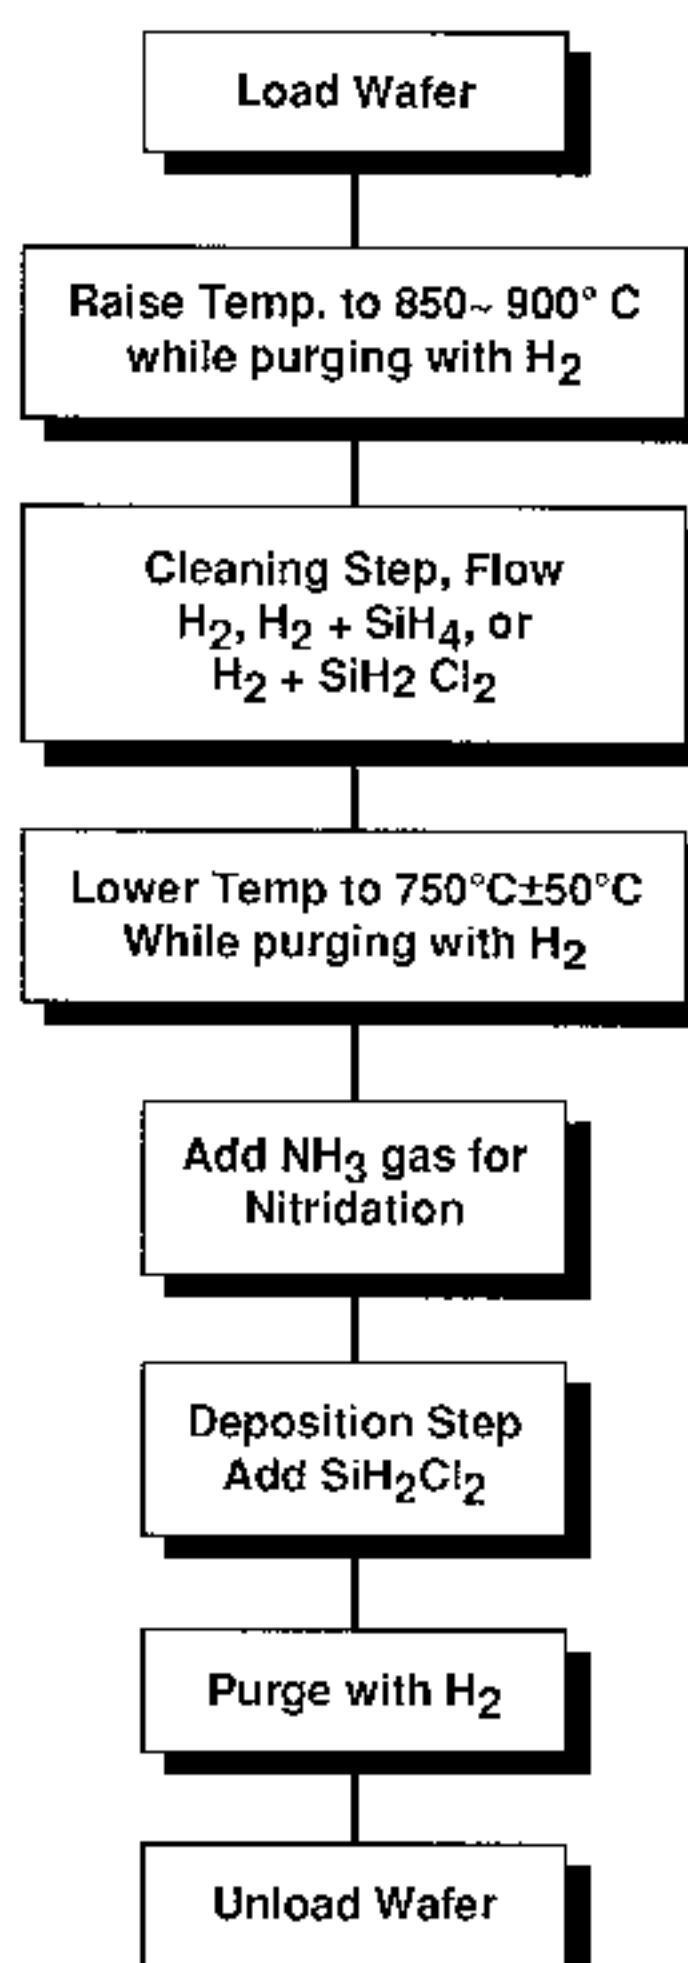 Load Wafer
Raise Temp. to 850~ 900° C
while purging with H₂
Cleaning Step, Flow
H₂, H₂ + SiH₄, or
H₂ + SiH2 Cl₂
Lower Temp to 750°C±50°C
While purging with H₂
Add NH₃ gas for
Nitridation
Deposition Step
Add SiH₂Cl₂
Purge with H₂
Unload Wafer